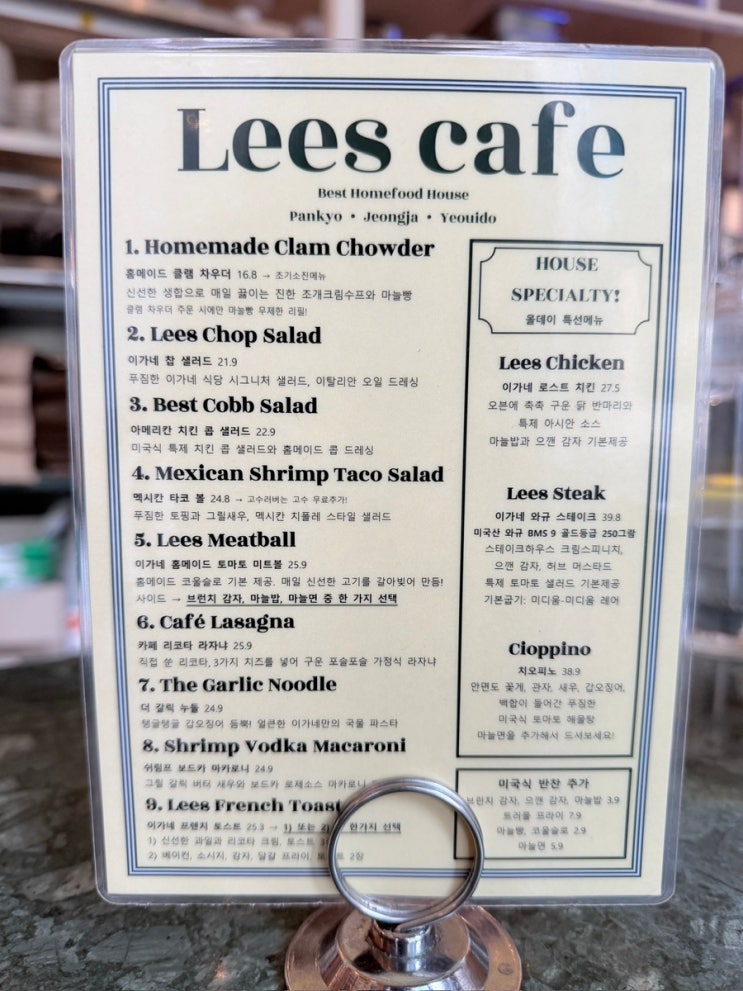 Lees cafe
Best Homefood House
Pankyo • Jeongja • Yeouido
1. Homemade Clam Chowder
홈메이드 클램 차우더 16.8 → 조기소진메뉴
신선한 생합으로 매일 끓이는 진한 조개크림수프와 마늘빵
클램 차우더 주문 시에만 마늘빵 무제한 리필!
2. Lees Chop Salad
이가네 찹 샐러드 21.9
푸짐한 이가네 식당 시그니처 샐러드, 이탈리안 오일 드레싱
3. Best Cobb Salad
아메리칸 치킨 콥 샐러드 22.9
미국식 특제 치킨 콥 샐러드와 홈메이드 콥 드레싱
4. Mexican Shrimp Taco Salad
멕시칸 타코 볼 24.8 → 고수러버는 고수 무료추가!
푸짐한 토핑과 그릴새우, 멕시칸 치폴레 스타일 샐러드
5. Lees Meatball
이가네 홈메이드 토마토 미트볼 25.9
홈메이드 코울슬로 기본 제공. 매일 신선한 고기를 갈아빚어 만듬!
사이드 → 브런치 감자, 마늘밥, 마늘면 중 한 가지 선택
6. Café Lasagna
카페 리코타 라자냐 25.9
직접 쑨 리코타, 3가지 치즈를 넣어 구운 포슬포슬 가정식 라자냐
7. The Garlic Noodle
더 갈릭 누들 24.9
탱글탱글 갑오징어 듬뿍! 얼큰한 이가네만의 국물 파스타
8. Shrimp Vodka Macaroni
쉬림프 보드카 마카로니 24.9
그릴 갈릭 버터 새우와 보드카 로제소스 마카로니
9. Lees French Toast
이가네 프렌치 토스트 25.3 → 1) 또는 2) 한가지 선택
1) 신선한 과일과 리코타 크림, 토스트
2) 베이컨, 소시지, 감자, 달걀 프라이, 2장
HOUSE
SPECIALTY!
올데이 특선메뉴
Lees Chicken
이가네 로스트 치킨 27.5
오븐에 촉촉 구운 닭 반마리와
특제 아시안 소스
마늘밥과 으깬 감자 기본제공
Lees Steak
이가네 와규 스테이크 39.8
미국산 와규 BMS 9 골드등급 250그람
스테이크하우스 크림스피니치,
으깬 감자, 허브 머스타드
특제 토마토 샐러드 기본제공
기본굽기: 미디움-미디움 레어
Cioppino
치오피노 38.9
안면도 꽃게, 관자, 새우, 갑오징어,
백합이 들어간 푸짐한
미국식 토마토 해물탕
마늘면을 추가해서 드셔보세요!
미국식 반찬 추가
브런치 감자, 으깬 감자, 마늘밥 3.9
트러플 프라이 7.9
마늘빵, 코울슬로 2.9
마늘면 5.9